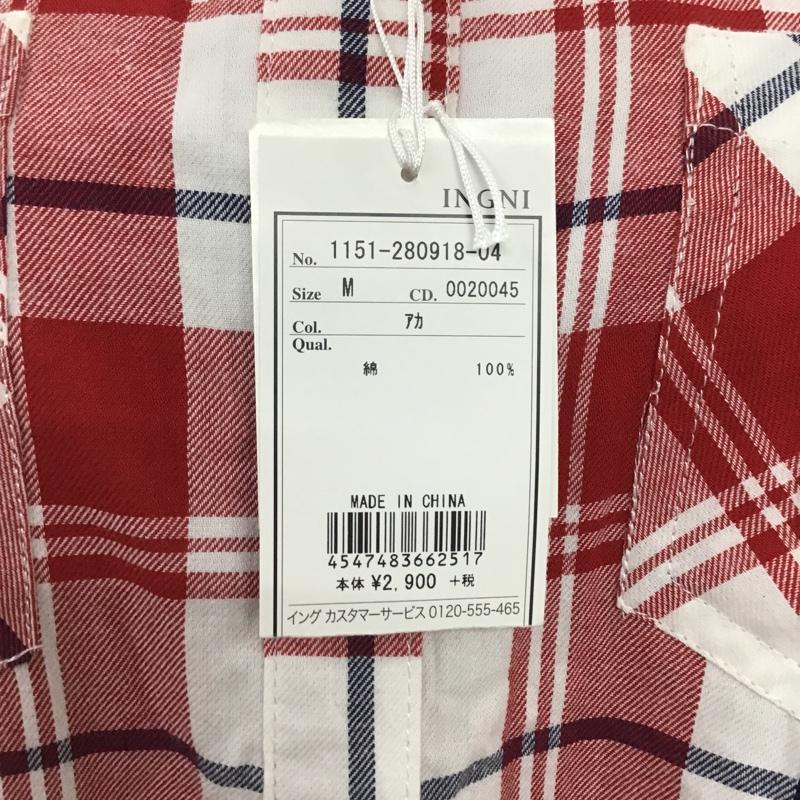 INGNI
No. 1151-280918-04
Size M CD. 0020045
Col. ｱｶ
Qual.
綿 100%
MADE IN CHINA
4547483662517
本体 ¥2,900 +税
イング カスタマーサービス 0120-555-465